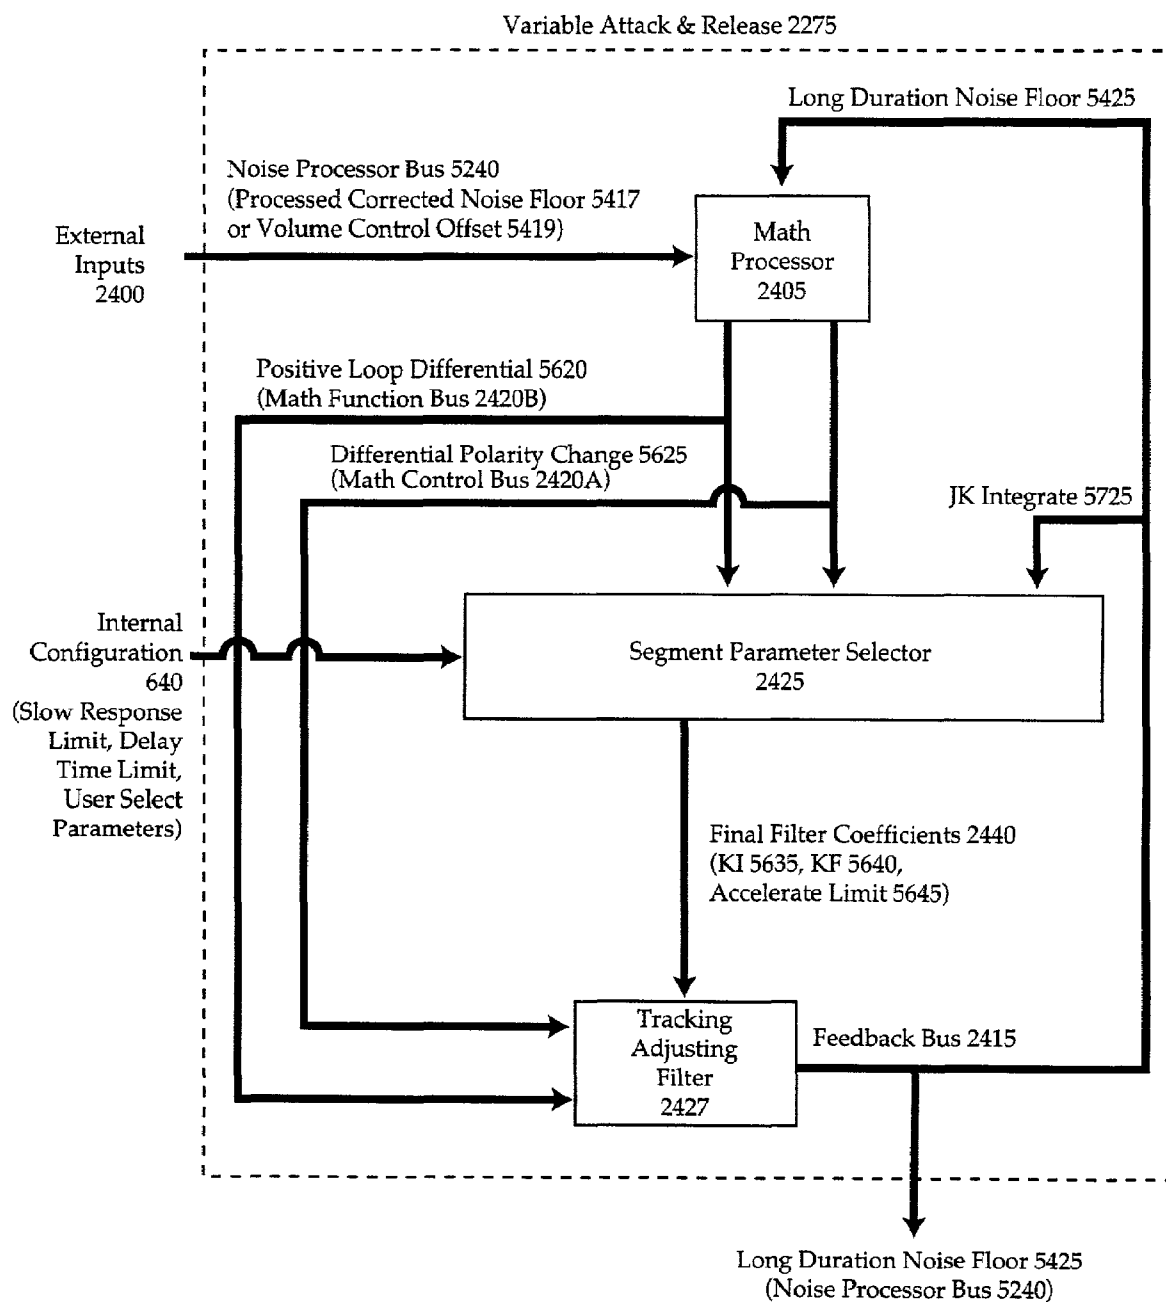 Variable Attack & Release 2275
Long Duration Noise Floor 5425
Noise Processor Bus 5240
(Processed Corrected Noise Floor 5417
or Volume Control Offset 5419)
External
Inputs
2400
Math
Processor
2405
Positive Loop Differential 5620
(Math Function Bus 2420B)
Differential Polarity Change 5625
(Math Control Bus 2420A)
JK Integrate 5725
Internal
Configuration
640
(Slow Response
Limit, Delay
Time Limit,
User Select
Parameters)
Segment Parameter Selector
2425
Final Filter Coefficients 2440
(KI 5635, KF 5640,
Accelerate Limit 5645)
Tracking
Adjusting
Filter
2427
Feedback Bus 2415
Long Duration Noise Floor 5425
(Noise Processor Bus 5240)